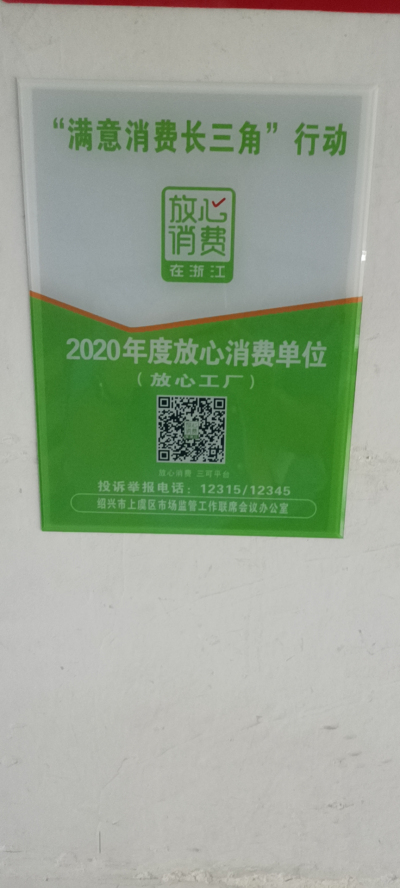 “满意消费长三角”行动
放心
消费
在浙江
2020年度放心消费单位
(放心工厂)
放心消费 三可平台
投诉举报电话：12315/12345
绍兴市上虞区市场监管工作联席会议办公室